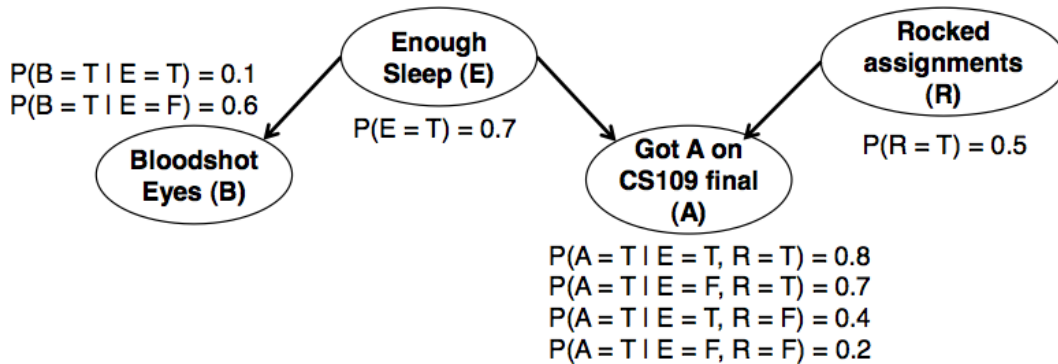 P(B = T | E = T) = 0.1
P(B = T | E = F) = 0.6
Enough
Sleep (E)
P(E = T) = 0.7
Rocked
assignments
(R)
P(R = T) = 0.5
Bloodshot
Eyes (B)
Got A on
CS109 final
(A)
P(A = T | E = T, R = T) = 0.8
P(A = T | E = F, R = T) = 0.7
P(A = T | E = T, R = F) = 0.4
P(A = T | E = F, R = F) = 0.2